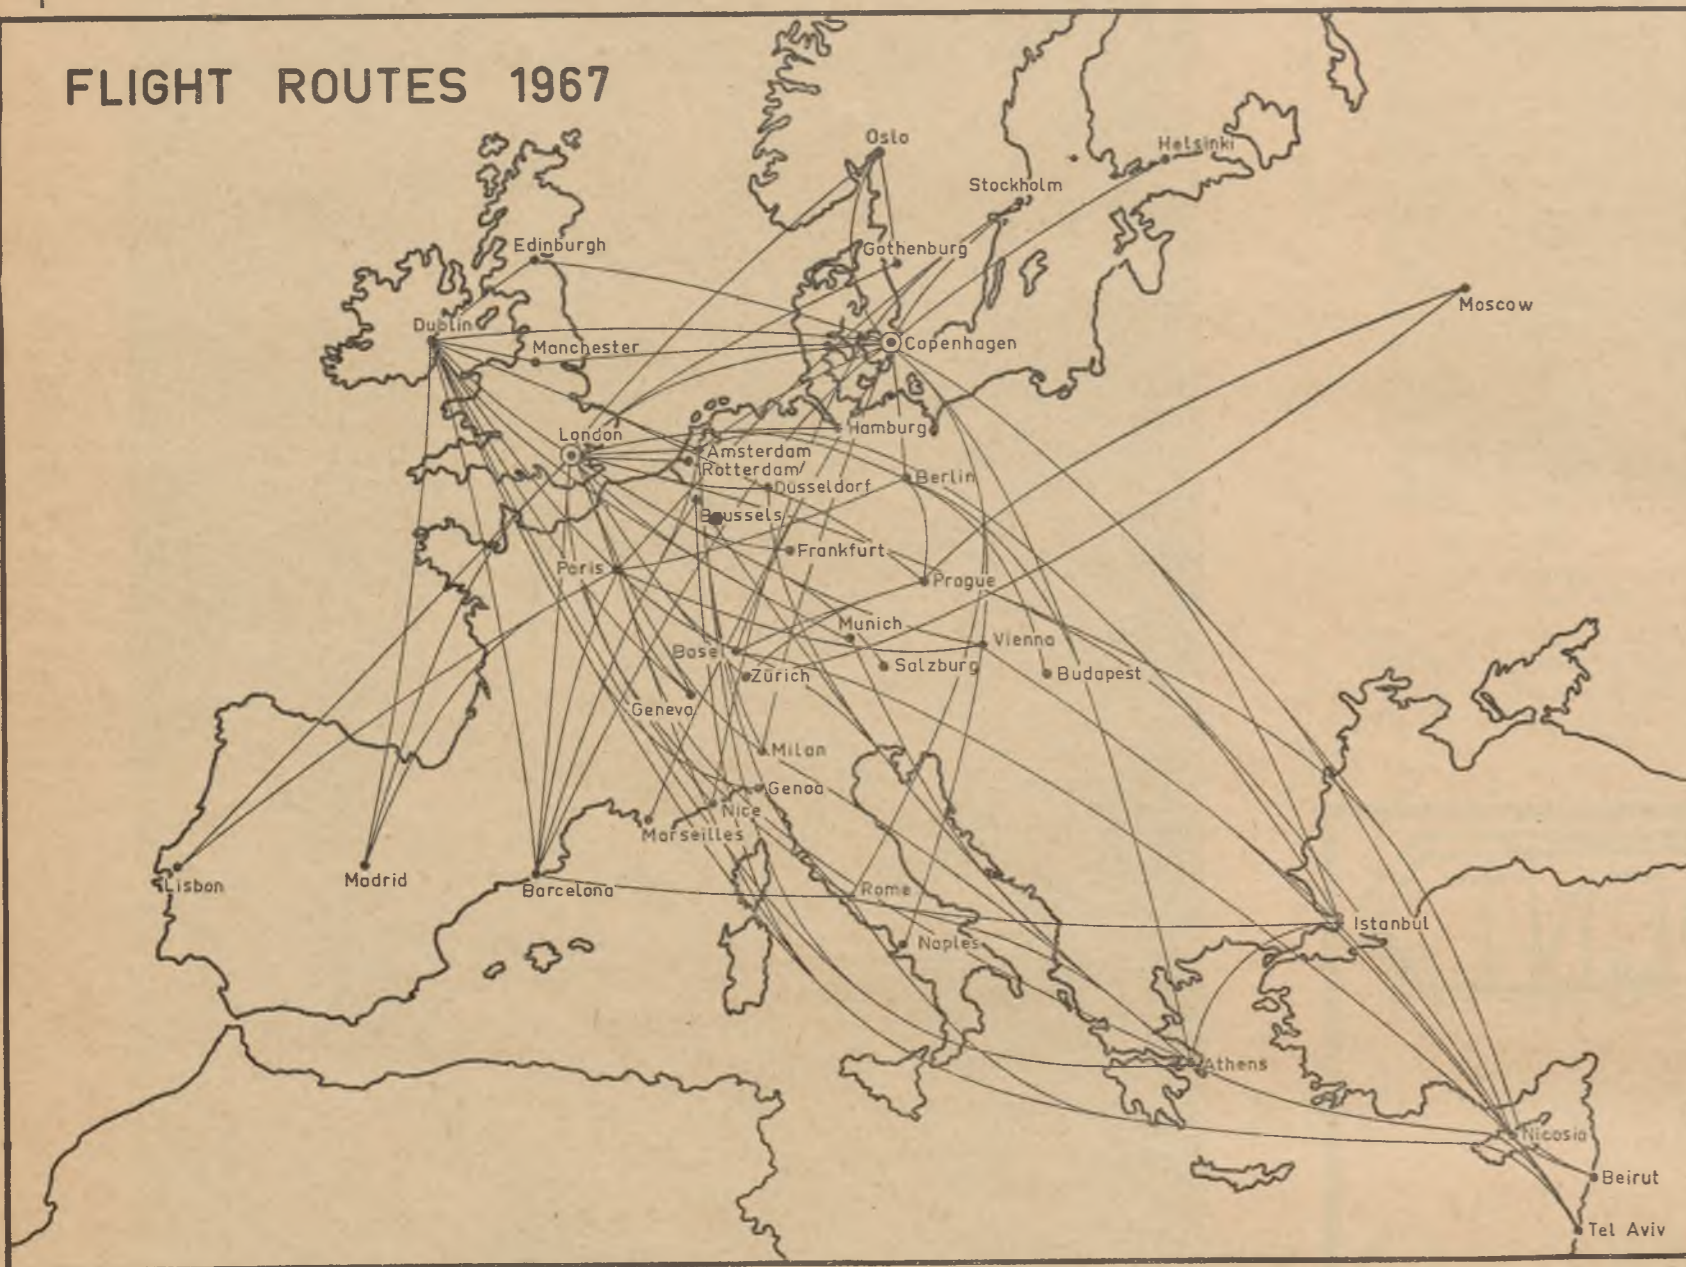 FLIGHT ROUTES 1967
Oslo
Helsinki
Stockholm
Edinburgh
Gothenburg
Moscow
Dublin
Manchester
Copenhagen
London
Hamburg
Amsterdam
Rotterdam
Berlin
Düsseldorf
Brussels
Frankfurt
Paris
Prague
Munich
Vienna
Basel
Salzburg
Zürich
Budapest
Geneva
Milan
Genoa
Nice
Marseilles
Lisbon
Madrid
Barcelona
Rome
Istanbul
Naples
Athens
Nicosia
Beirut
Tel Aviv